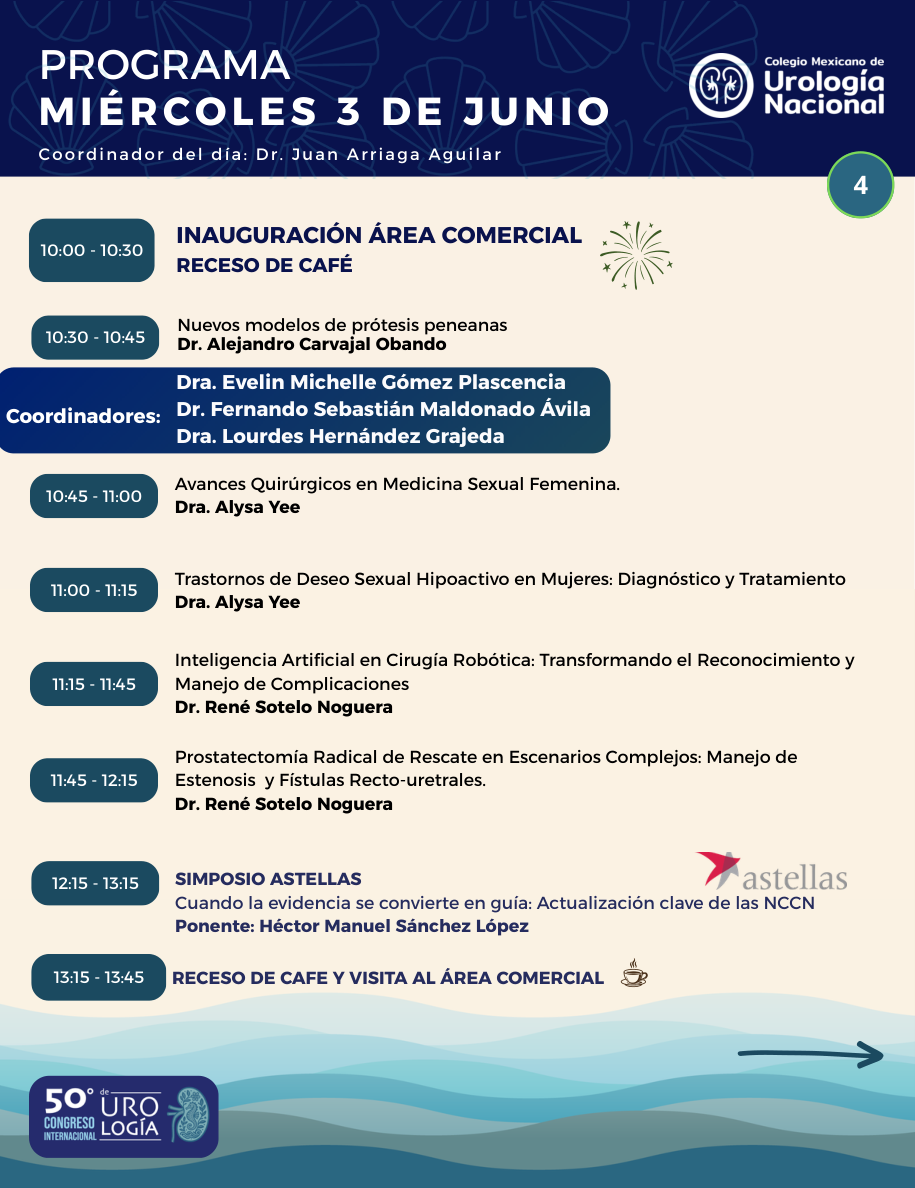 PROGRAMA
MIÉRCOLES 3 DE JUNIO
Coordinador del día: Dr. Juan Arriaga Aguilar
Colegio Mexicano de
Urología
Nacional
4
10:00 - 10:30
INAUGURACIÓN ÁREA COMERCIAL
RECESO DE CAFÉ
10:30 - 10:45
Nuevos modelos de prótesis peneanas
Dr. Alejandro Carvajal Obando
Coordinadores:
Dra. Evelin Michelle Gómez Plascencia
Dr. Fernando Sebastián Maldonado Ávila
Dra. Lourdes Hernández Grajeda
10:45 - 11:00
Avances Quirúrgicos en Medicina Sexual Femenina.
Dra. Alysa Yee
11:00 - 11:15
Trastornos de Deseo Sexual Hipoactivo en Mujeres: Diagnóstico y Tratamiento
Dra. Alysa Yee
11:15 - 11:45
Inteligencia Artificial en Cirugía Robótica: Transformando el Reconocimiento y
Manejo de Complicaciones
Dr. René Sotelo Noguera
11:45 - 12:15
Prostatectomía Radical de Rescate en Escenarios Complejos: Manejo de
Estenosis  y Fístulas Recto-uretrales.
Dr. René Sotelo Noguera
12:15 - 13:15
SIMPOSIO ASTELLAS
astellas
Cuando la evidencia se convierte en guía: Actualización clave de las NCCN
Ponente: Héctor Manuel Sánchez López
13:15 - 13:45
RECESO DE CAFE Y VISITA AL ÁREA COMERCIAL
50°
CONGRESO
INTERNACIONAL
de
URO
LOGÍA